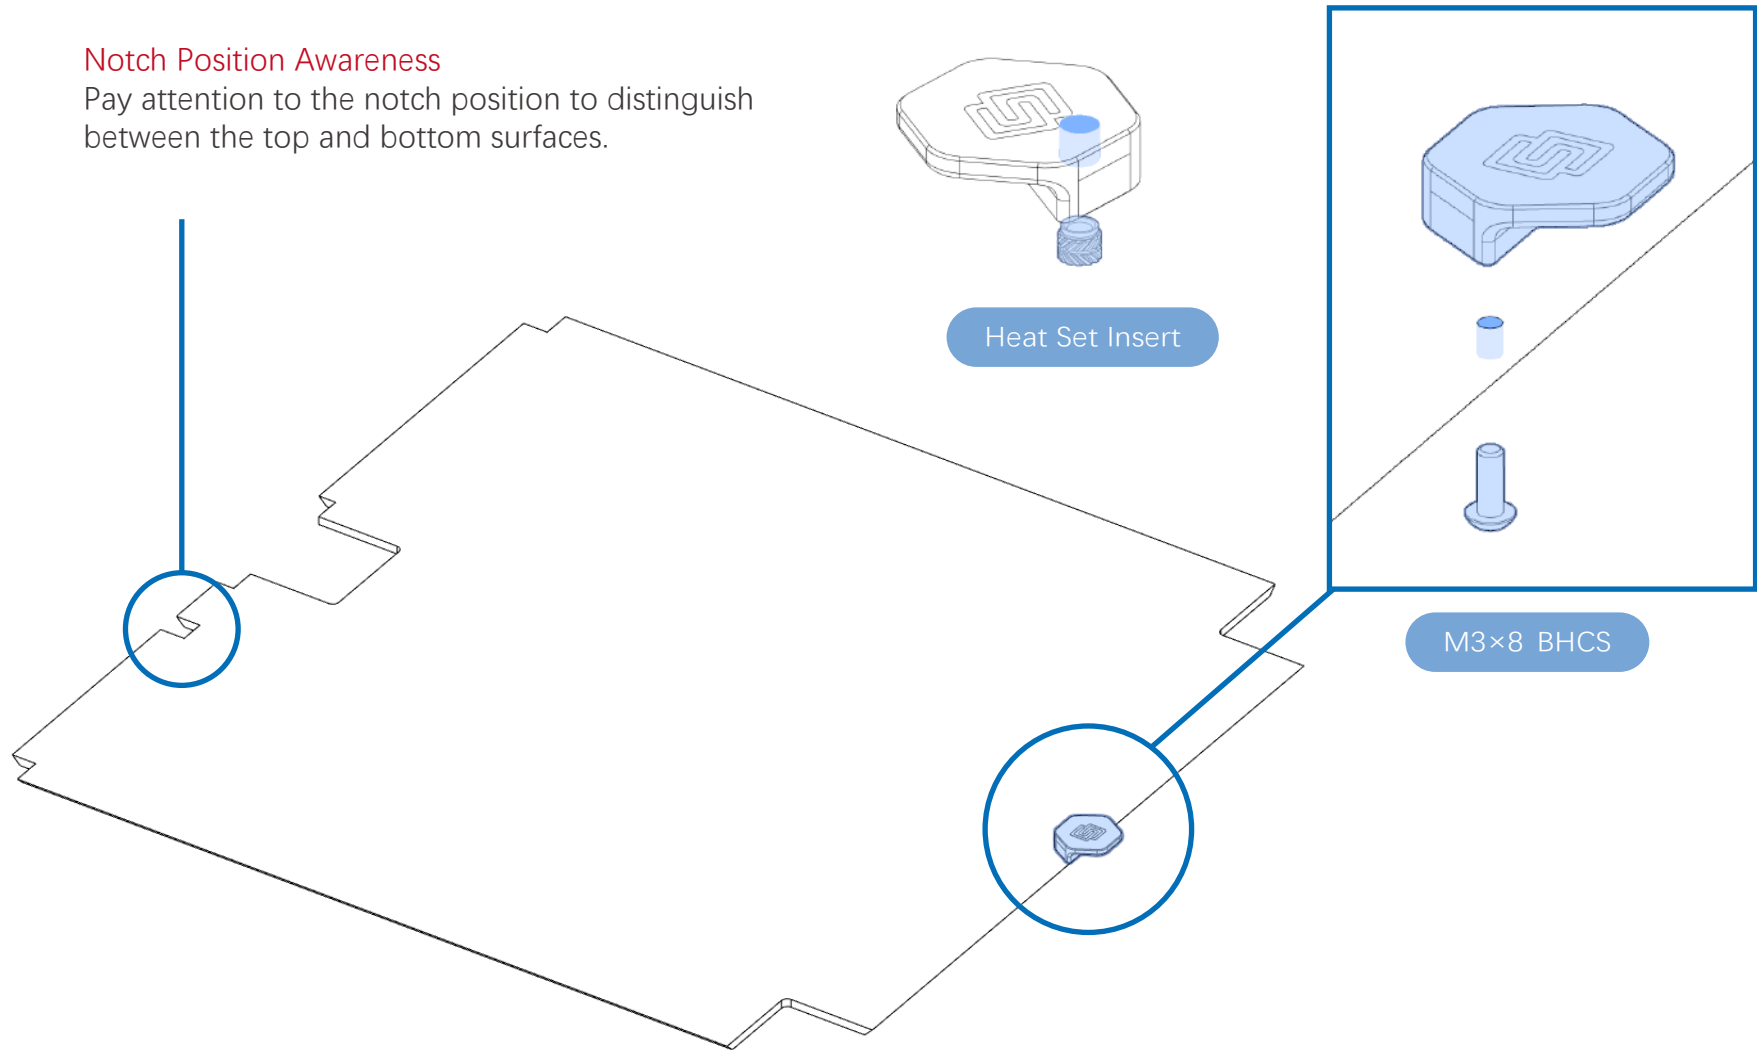 Notch Position Awareness
Pay attention to the notch position to distinguish
between the top and bottom surfaces.
Heat Set Insert
M3×8 BHCS